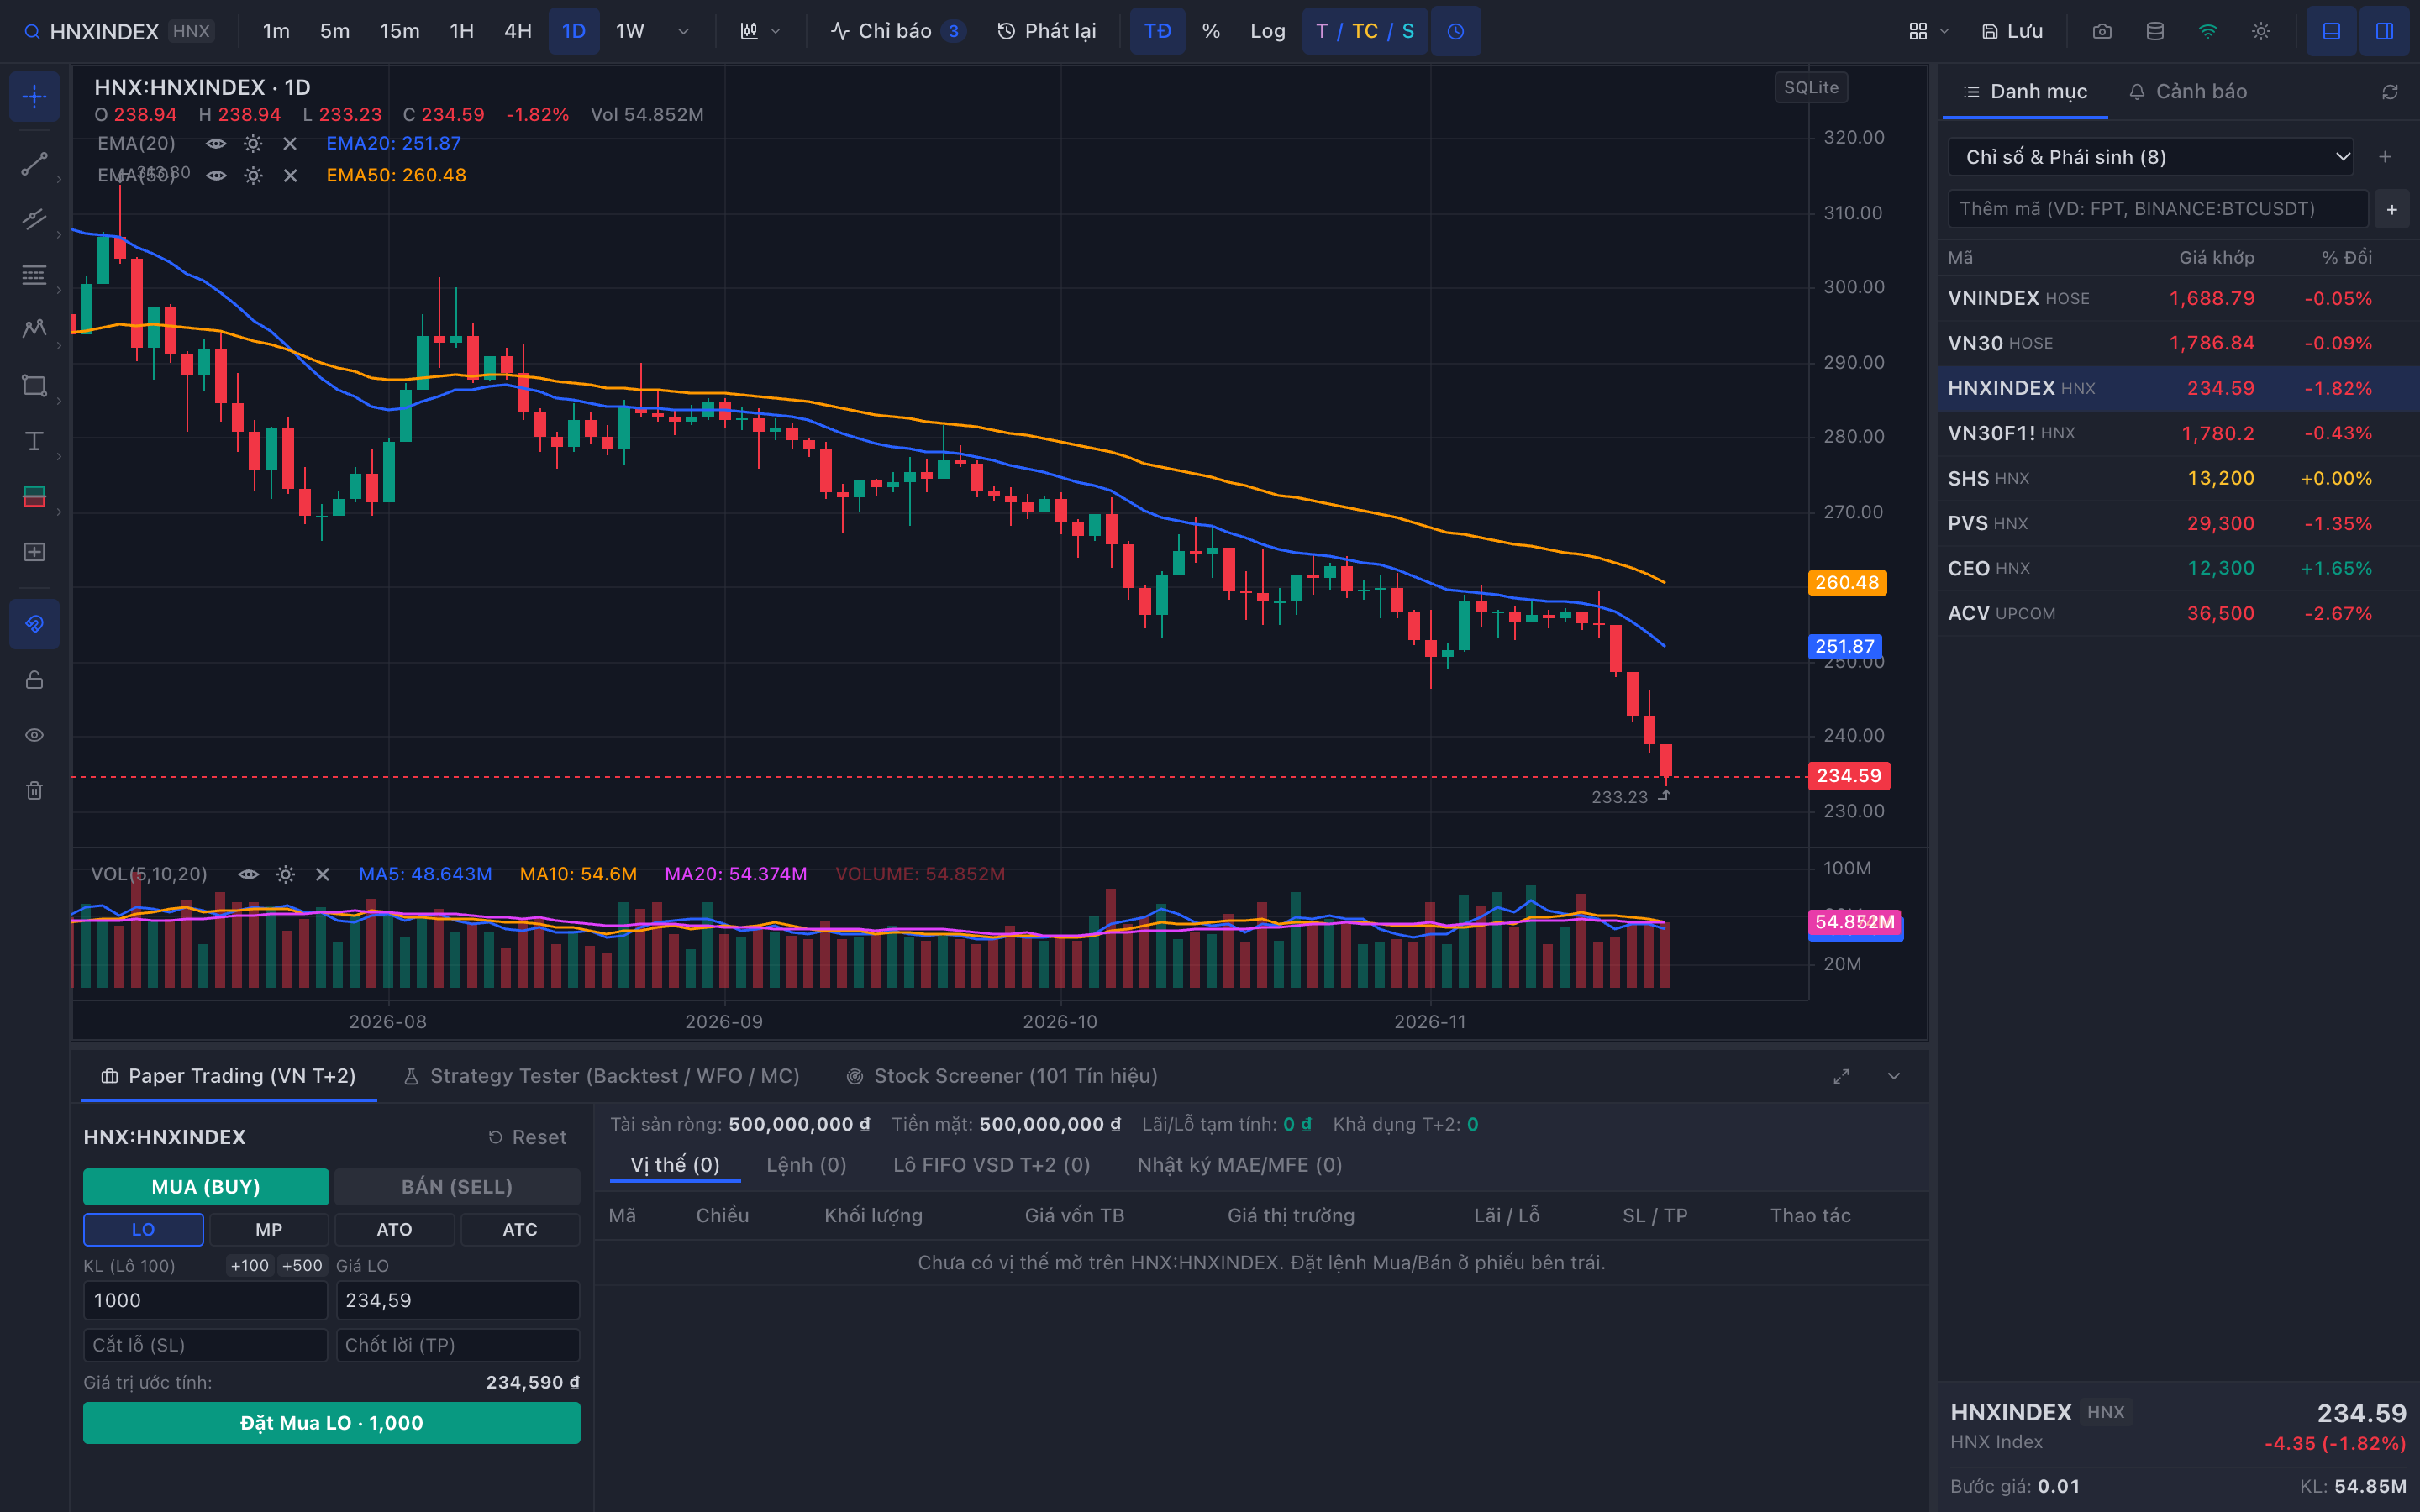 HNXINDEX HNX 1m 5m 15m 1H 4H 1D 1W Chỉ báo 3 Phát lại TĐ % Log T / TC / S Lưu
HNX:HNXINDEX · 1D
SQLite
O 238.94 H 238.94 L 233.23 C 234.59 -1.82% Vol 54.852M
EMA(20) EMA20: 251.87
EMA(50) EMA50: 260.48
313.80
320.00
310.00
300.00
290.00
280.00
270.00
260.48
251.87
250.00
240.00
234.59
233.23
230.00
VOL(5,10,20) MA5: 48.643M MA10: 54.6M MA20: 54.374M VOLUME: 54.852M
100M
54.852M
20M
2026-08 2026-09 2026-10 2026-11
Danh mục Cảnh báo
Chỉ số & Phái sinh (8)
Thêm mã (VD: FPT, BINANCE:BTCUSDT) +
Mã Giá khớp % Đổi
VNINDEX HOSE 1,688.79 -0.05%
VN30 HOSE 1,786.84 -0.09%
HNXINDEX HNX 234.59 -1.82%
VN30F1! HNX 1,780.2 -0.43%
SHS HNX 13,200 +0.00%
PVS HNX 29,300 -1.35%
CEO HNX 12,300 +1.65%
ACV UPCOM 36,500 -2.67%
HNXINDEX HNX 234.59
HNX Index -4.35 (-1.82%)
Bước giá: 0.01 KL: 54.85M
Paper Trading (VN T+2) Strategy Tester (Backtest / WFO / MC) Stock Screener (101 Tín hiệu)
HNX:HNXINDEX Reset
MUA (BUY) BÁN (SELL)
LO MP ATO ATC
KL (Lô 100) +100 +500 Giá LO
1000 234,59
Cắt lỗ (SL) Chốt lời (TP)
Giá trị ước tính: 234,590 ₫
Đặt Mua LO · 1,000
Tài sản ròng: 500,000,000 ₫ Tiền mặt: 500,000,000 ₫ Lãi/Lỗ tạm tính: 0 ₫ Khả dụng T+2: 0
Vị thế (0) Lệnh (0) Lô FIFO VSD T+2 (0) Nhật ký MAE/MFE (0)
Mã Chiều Khối lượng Giá vốn TB Giá thị trường Lãi / Lỗ SL / TP Thao tác
Chưa có vị thế mở trên HNX:HNXINDEX. Đặt lệnh Mua/Bán ở phiếu bên trái.